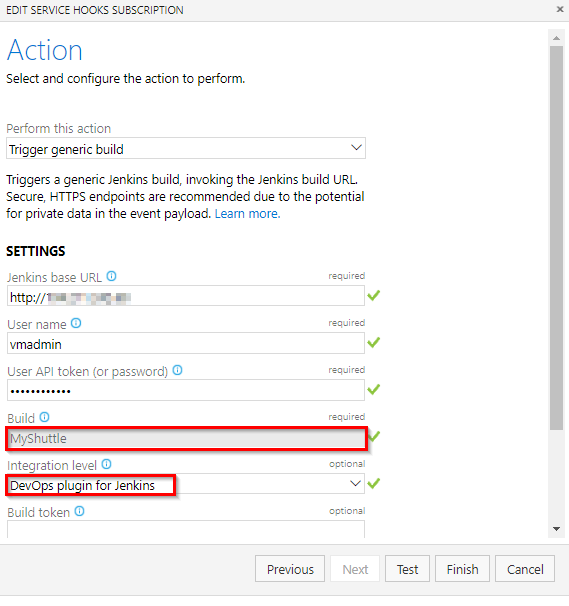 EDIT SERVICE HOOKS SUBSCRIPTION
Action
Select and configure the action to perform.
Perform this action
Trigger generic build
Triggers a generic Jenkins build, invoking the Jenkins build URL.
Secure, HTTPS endpoints are recommended due to the potential
for private data in the event payload. Learn more.
SETTINGS
Jenkins base URL required
http://
User name required
vmadmin
User API token (or password) required
••••••••••••
Build required
MyShuttle
Integration level optional
DevOps plugin for Jenkins
Build token optional
Previous Next Test Finish Cancel